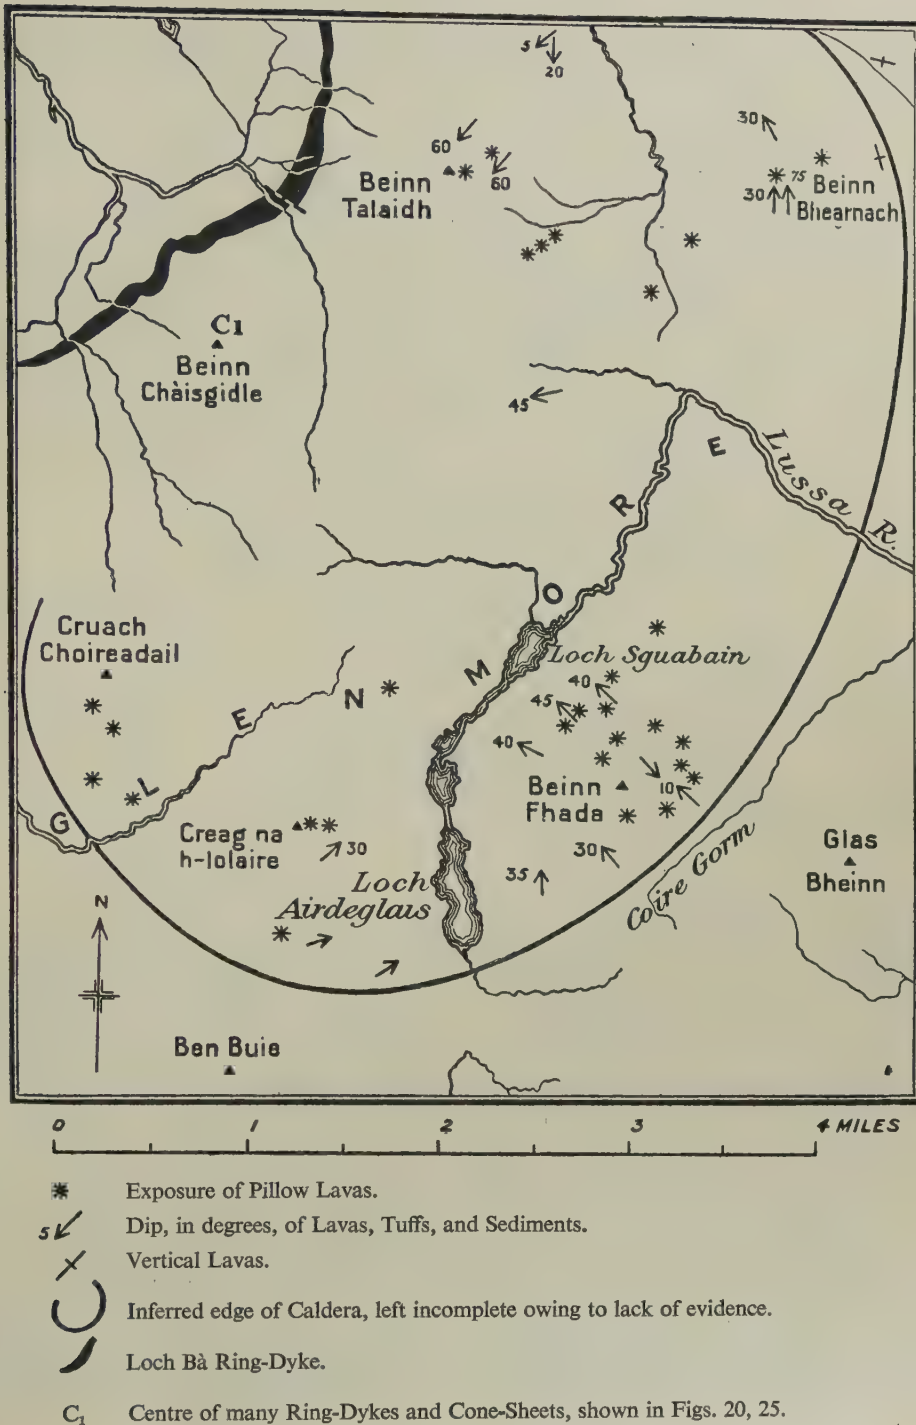 5
20
60
60
Beinn
Talaidh
30
75
30
Beinn
Bhearnach
C1
Beinn
Chàisgidle
45
Lussa R.
GLEN MORE
Cruach
Choireadail
Loch Sguabain
40
45
40
Beinn
Fhada
10
Creag na
h-Iolaire
30
35
30
Loch
Airdeglais
Coire Gorm
Glas
Bheinn
N
Ben Buie
0 1 2 3 4 MILES
Exposure of Pillow Lavas.
5 Dip, in degrees, of Lavas, Tuffs, and Sediments.
Vertical Lavas.
Inferred edge of Caldera, left incomplete owing to lack of evidence.
Loch Bà Ring-Dyke.
C₁ Centre of many Ring-Dykes and Cone-Sheets, shown in Figs. 20, 25.